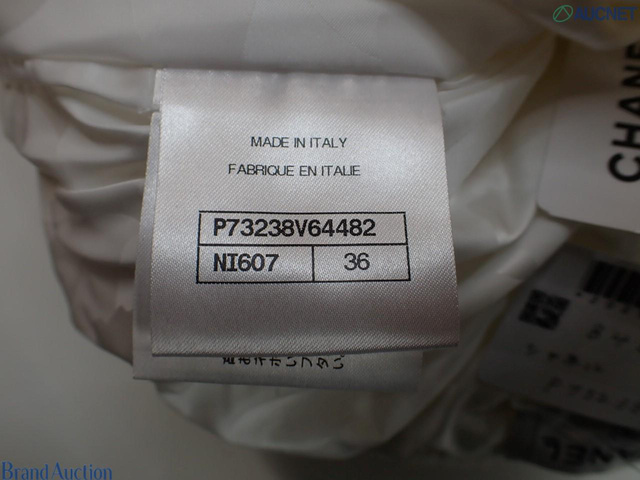 AUCNET
CHANE
MADE IN ITALY
FABRIQUE EN ITALIE
P73238V64482
NI607 36
Brand Auction